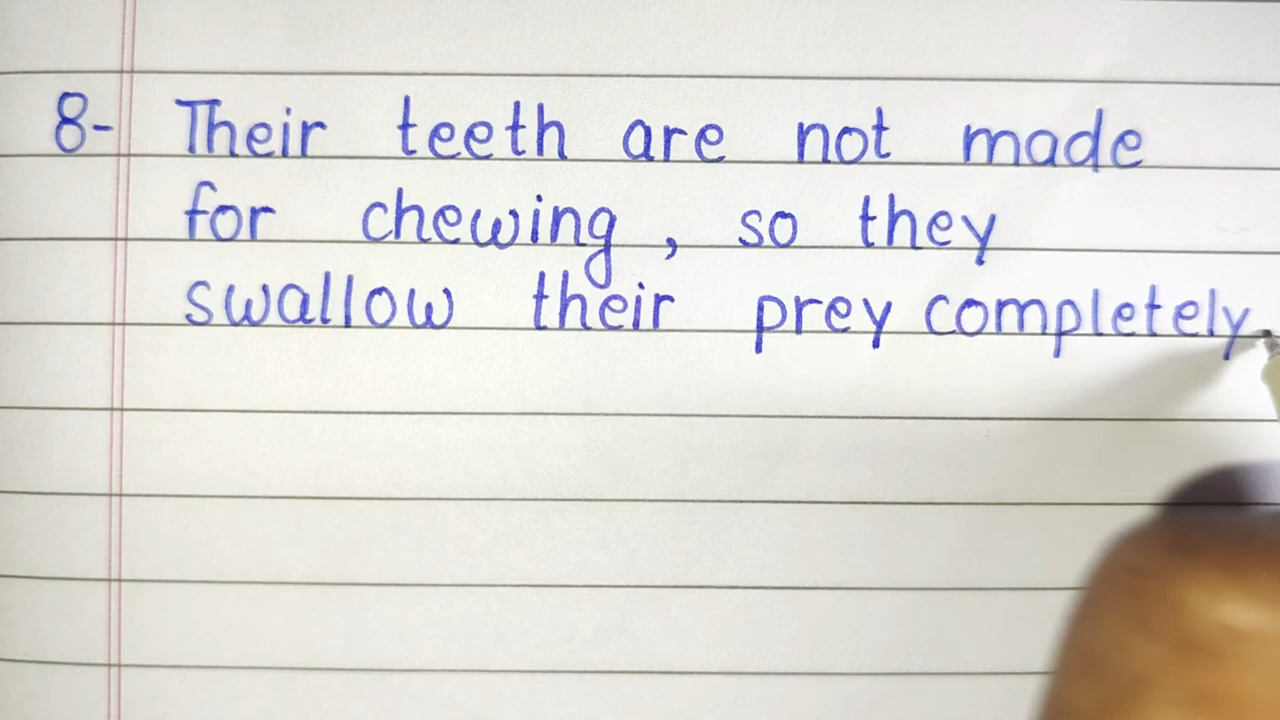 8- Their teeth are not made
for chewing, so they
swallow their prey completely.